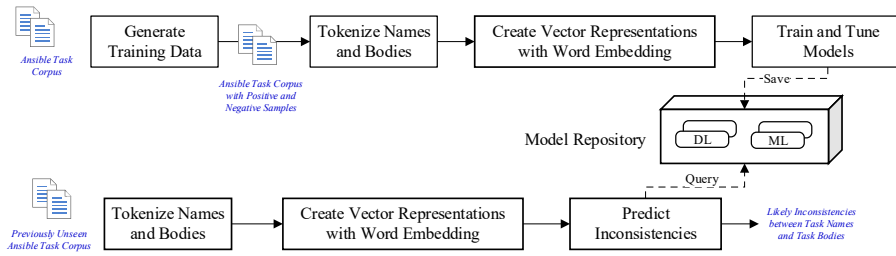 Generate
Training Data
Tokenize Names
and Bodies
Create Vector Representations
with Word Embedding
Train and Tune
Models
Ansible Task
Corpus
Ansible Task Corpus
with Positive and
Negative Samples
Save
Model Repository
DL
ML
Query
Tokenize Names
and Bodies
Create Vector Representations
with Word Embedding
Predict
Inconsistencies
Previously Unseen
Ansible Task Corpus
Likely Inconsistencies
between Task Names
and Task Bodies